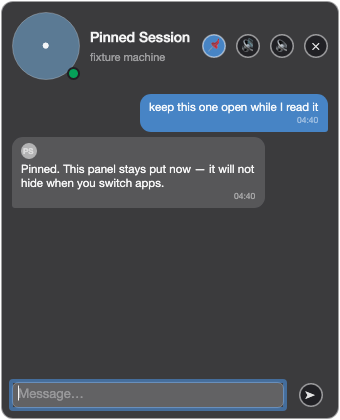 Pinned Session
fixture machine
keep this one open while I read it
04:40
PS
Pinned. This panel stays put now — it will not
hide when you switch apps.
04:40
Message…